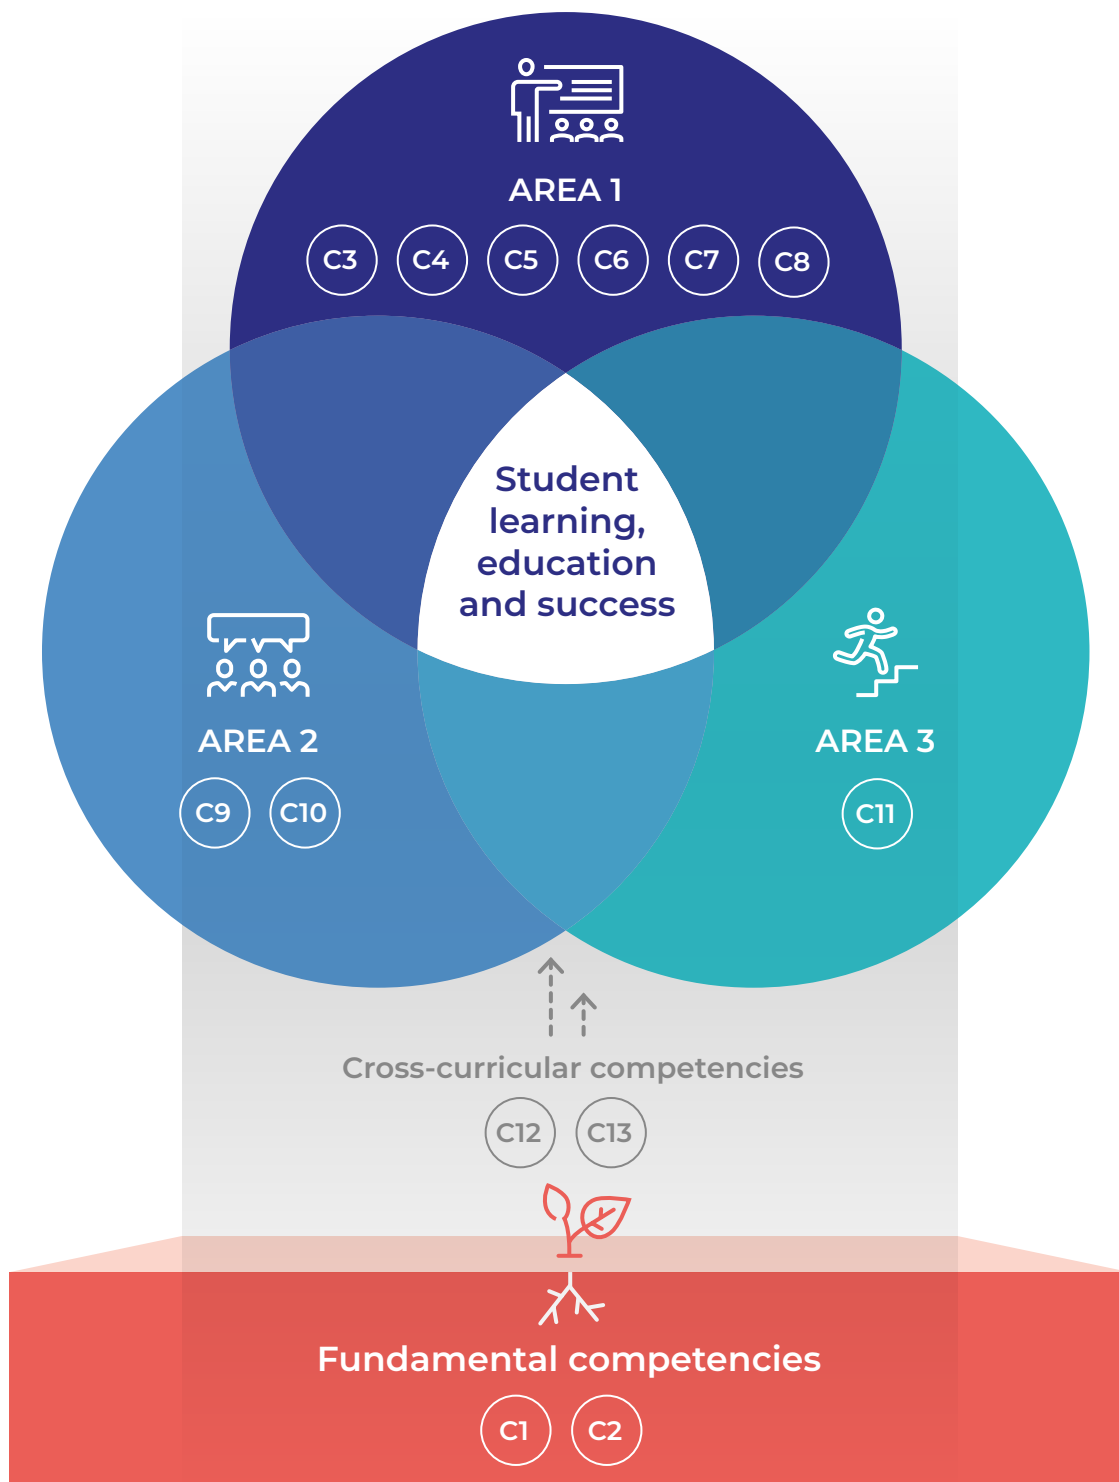 AREA 1
C3 C4 C5 C6 C7 C8
Student
learning,
education
and success
AREA 2
C9 C10
AREA 3
C11
Cross-curricular competencies
C12 C13
Fundamental competencies
C1 C2